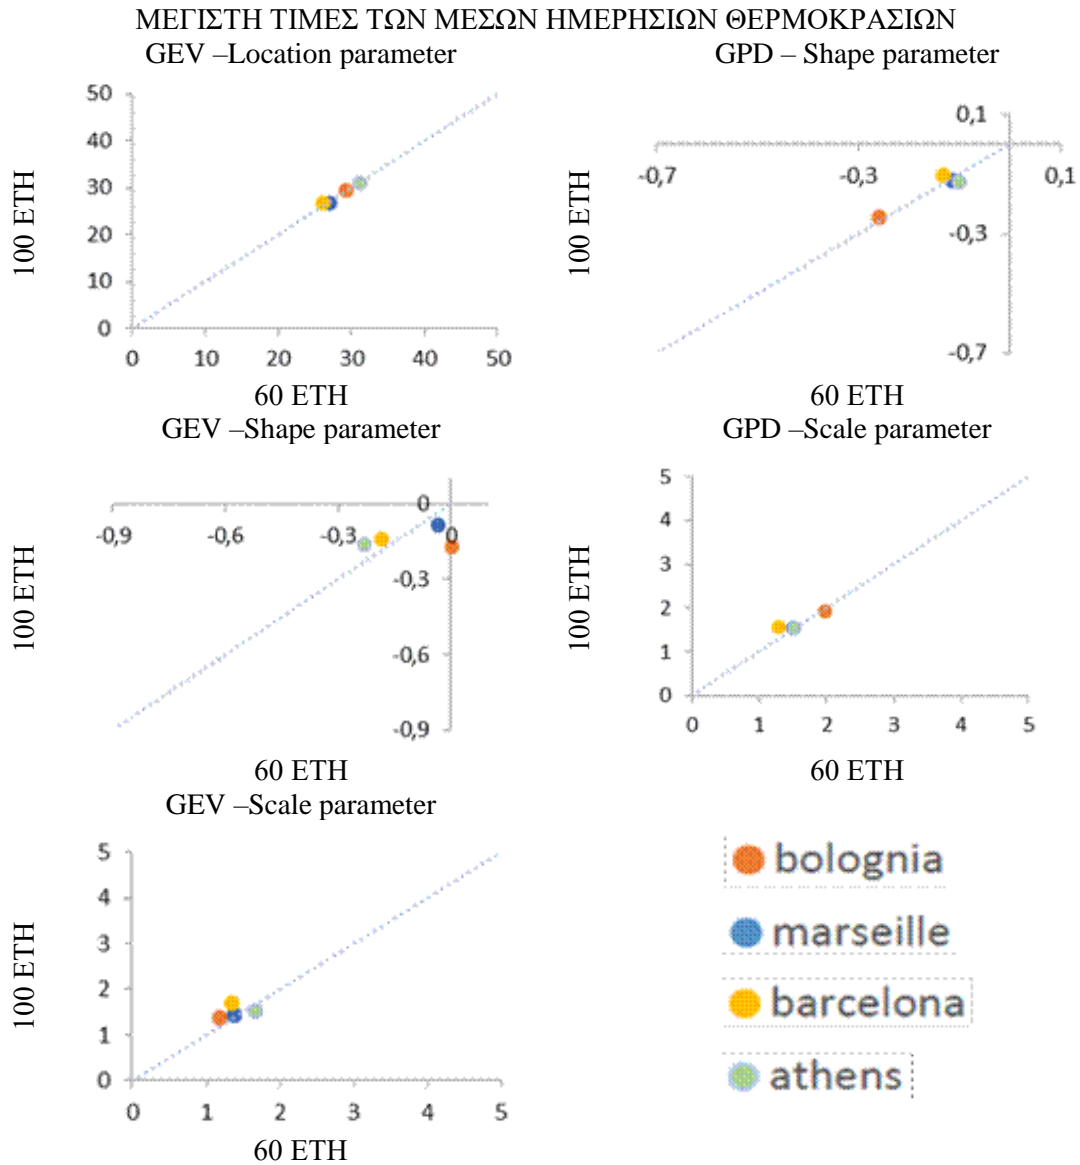 ΜΕΓΙΣΤΗ ΤΙΜΕΣ ΤΩΝ ΜΕΣΩΝ ΗΜΕΡΗΣΙΩΝ ΘΕΡΜΟΚΡΑΣΙΩΝ
GEV –Location parameter
50
40
30
20
10
0
0 10 20 30 40 50
100 ΕΤΗ
60 ΕΤΗ
GPD – Shape parameter
0,1
-0,7 -0,3 0,1
-0,3
-0,7
100 ΕΤΗ
60 ΕΤΗ
GEV –Shape parameter
0
-0,9 -0,6 -0,3 0
-0,3
-0,6
-0,9
100 ΕΤΗ
60 ΕΤΗ
GPD –Scale parameter
5
4
3
2
1
0
0 1 2 3 4 5
100 ΕΤΗ
60 ΕΤΗ
GEV –Scale parameter
5
4
3
2
1
0
0 1 2 3 4 5
100 ΕΤΗ
60 ΕΤΗ
bolognia
marseille
barcelona
athens